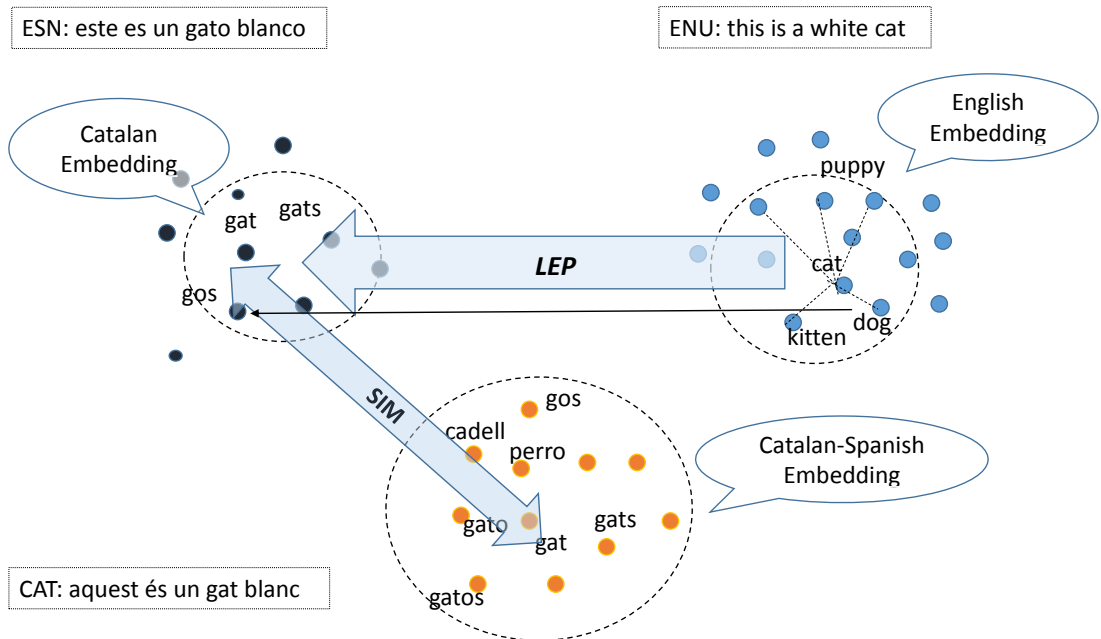 ESN: este es un gato blanco
ENU: this is a white cat
Catalan
Embedding
English
Embedding
puppy
gat
gats
LEP
cat
gos
dog
kitten
SIM
gos
cadell
perro
Catalan-Spanish
Embedding
gato
gats
gat
gatos
CAT: aquest és un gat blanc